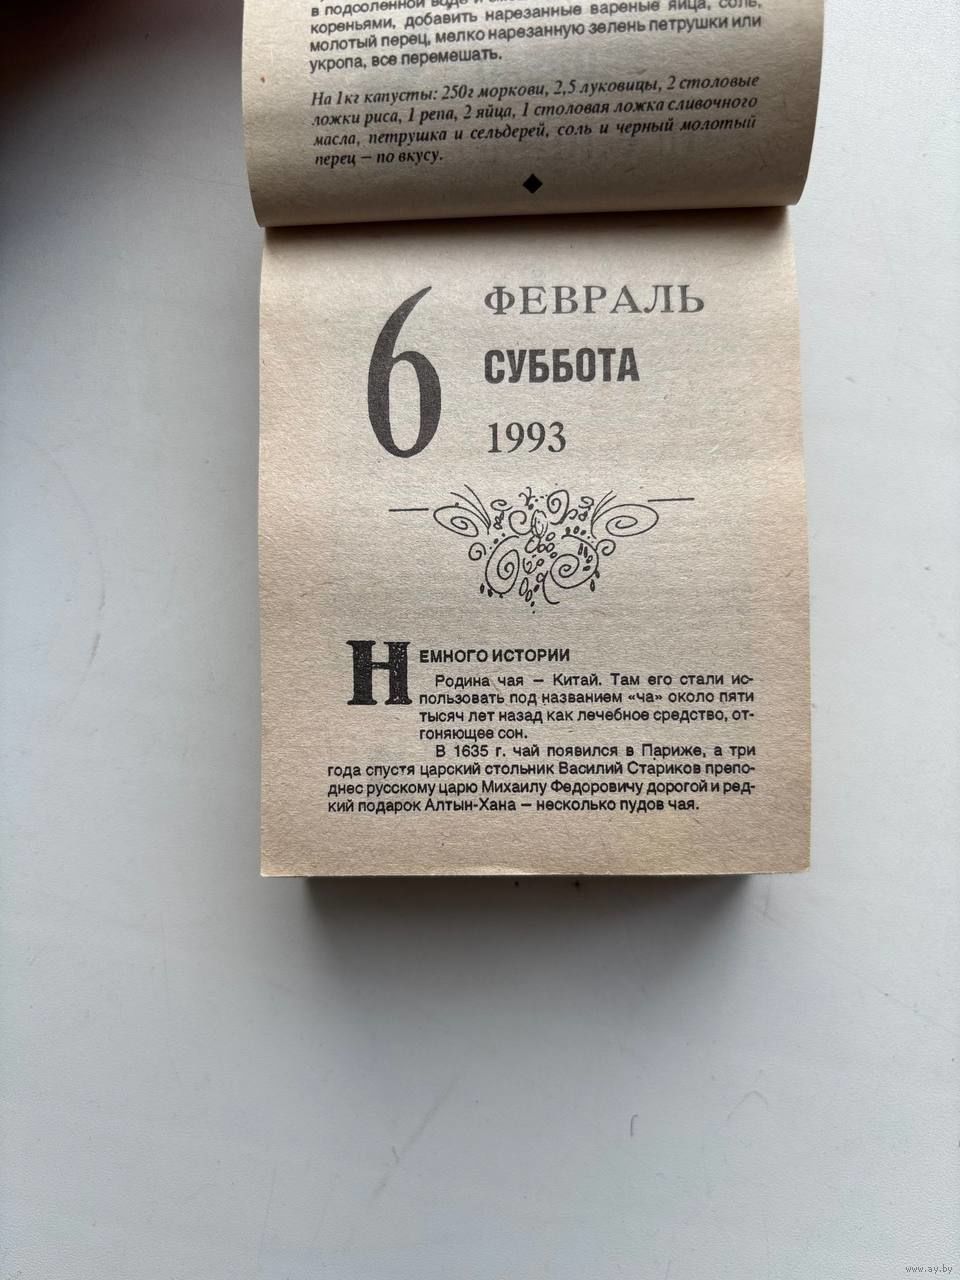 в подсоленной воде и
кореньями, добавить нарезанные вареные яйца, соль,
молотый перец, мелко нарезанную зелень петрушки или
укропа, все перемешать.
На 1кг капусты: 250г моркови, 2,5 луковицы, 2 столовые
ложки риса, 1 репа, 2 яйца, 1 столовая ложка сливочного
масла, петрушка и сельдерей, соль и черный молотый
перец – по вкусу.
6 ФЕВРАЛЬ
СУББОТА
1993
НЕМНОГО ИСТОРИИ
Родина чая – Китай. Там его стали ис-
пользовать под названием «ча» около пяти
тысяч лет назад как лечебное средство, от-
гоняющее сон.
В 1635 г. чай появился в Париже, а три
года спустя царский стольник Василий Стариков препо-
днес русскому царю Михаилу Федоровичу дорогой и ред-
кий подарок Алтын-Хана – несколько пудов чая.
www.ay.by